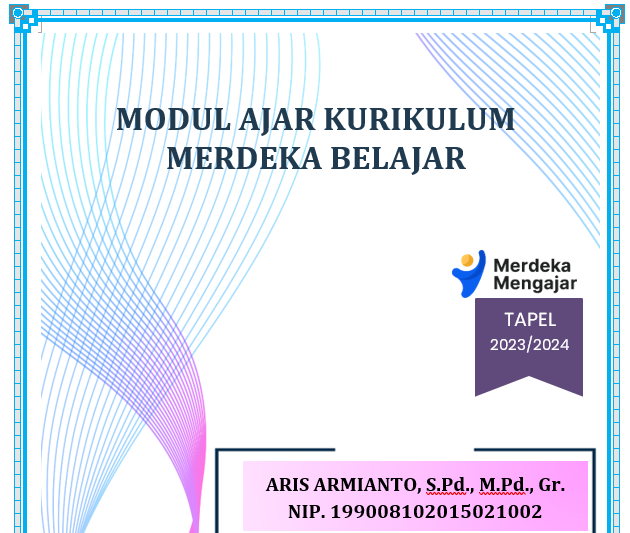 MODUL AJAR KURIKULUM
MERDEKA BELAJAR
Merdeka
Mengajar
TAPEL
2023/2024
ARIS ARMIANTO, S.Pd., M.Pd., Gr.
NIP. 199008102015021002